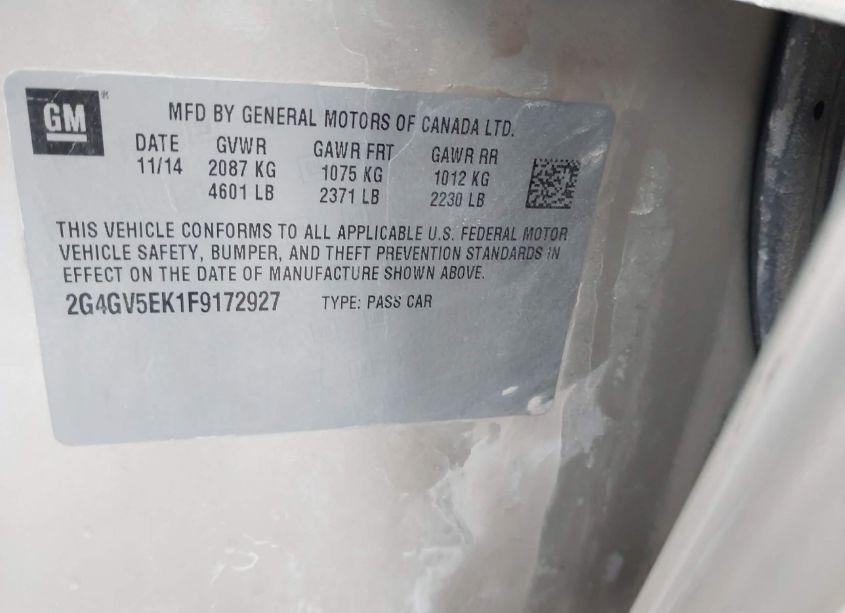 GM
MFD BY GENERAL MOTORS OF CANADA LTD.
DATE GVWR GAWR FRT GAWR RR
11/14 2087 KG 1075 KG 1012 KG
4601 LB 2371 LB 2230 LB
THIS VEHICLE CONFORMS TO ALL APPLICABLE U.S. FEDERAL MOTOR
VEHICLE SAFETY, BUMPER, AND THEFT PREVENTION STANDARDS IN
EFFECT ON THE DATE OF MANUFACTURE SHOWN ABOVE.
2G4GV5EK1F9172927 TYPE: PASS CAR